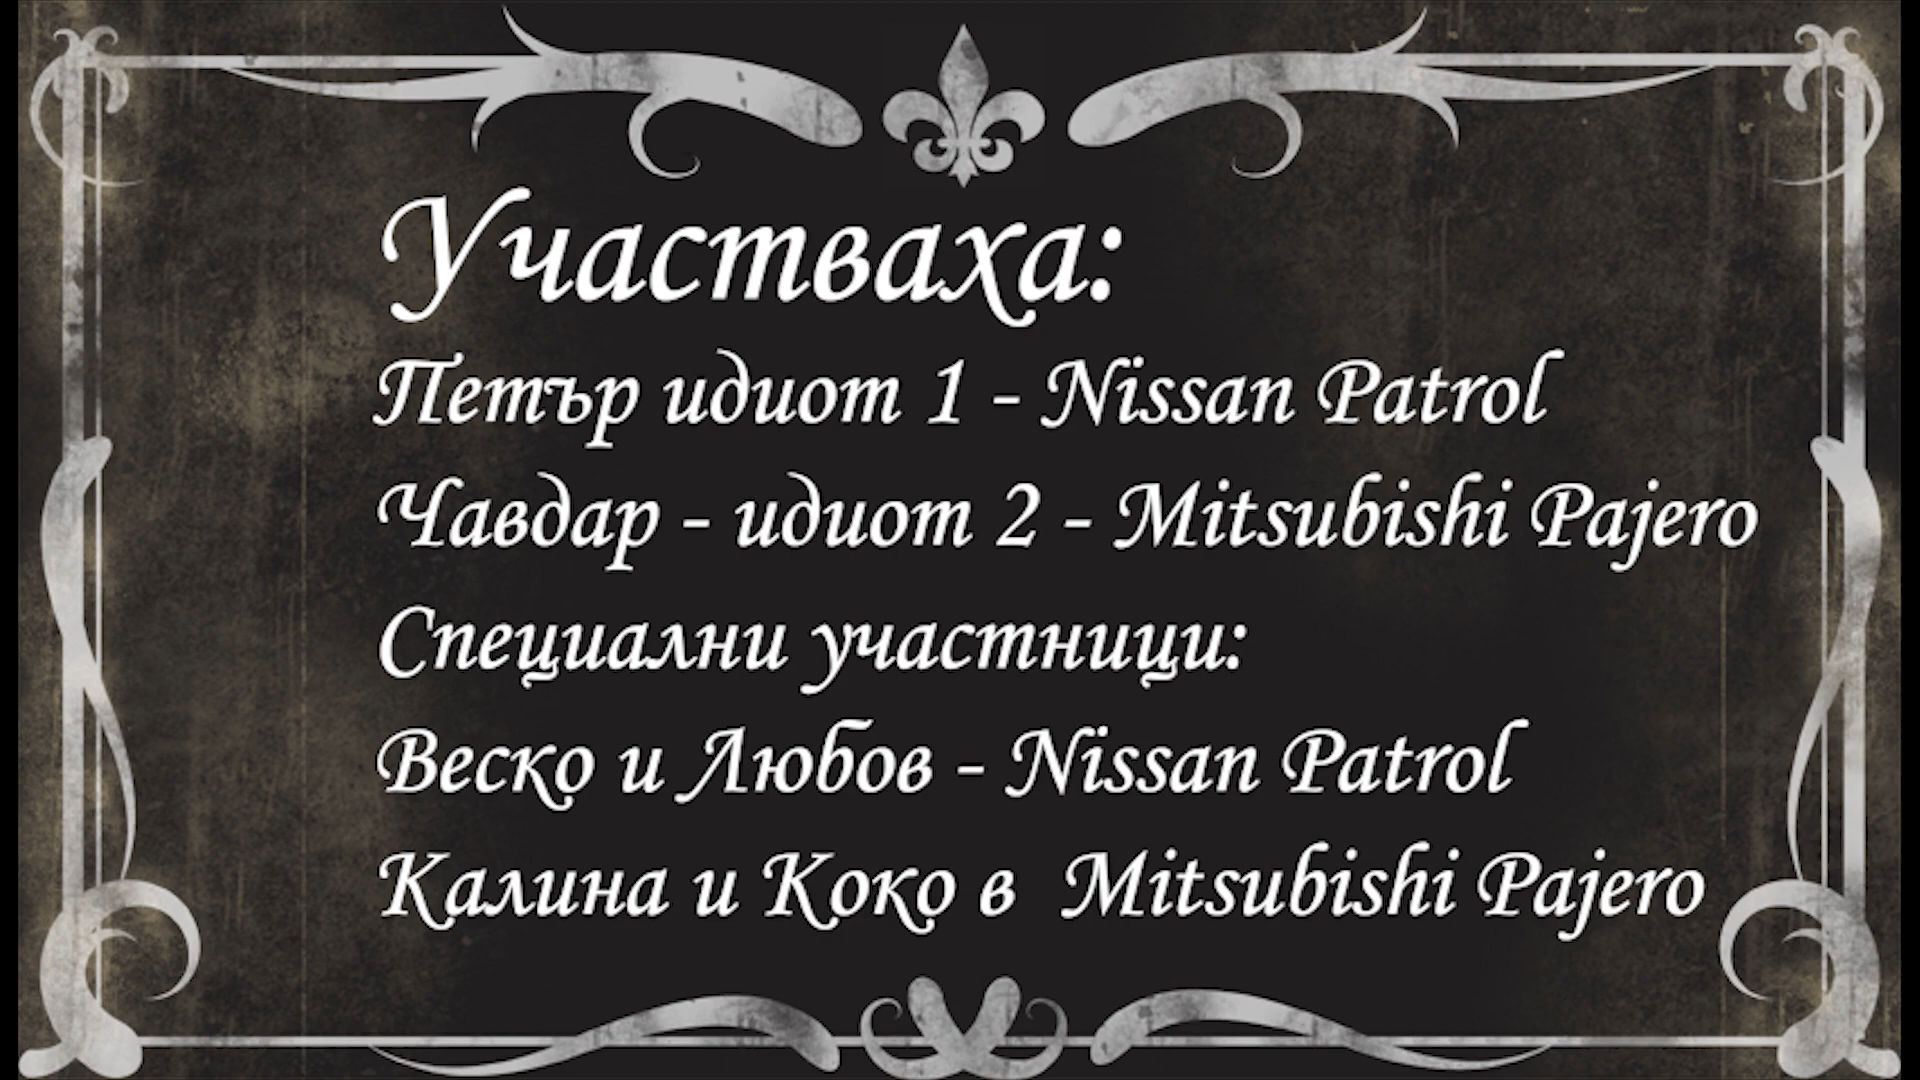 Участваха:
Петър идиот 1 - Nissan Patrol
Чавдар - идиот 2 - Mitsubishi Pajero
Специални участници:
Веско и Любов - Nissan Patrol
Калина и Коко в  Mitsubishi Pajero